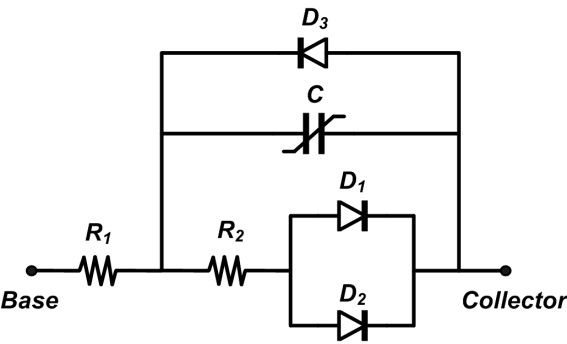 D3
C
D1
R1
R2
D2
Base
Collector